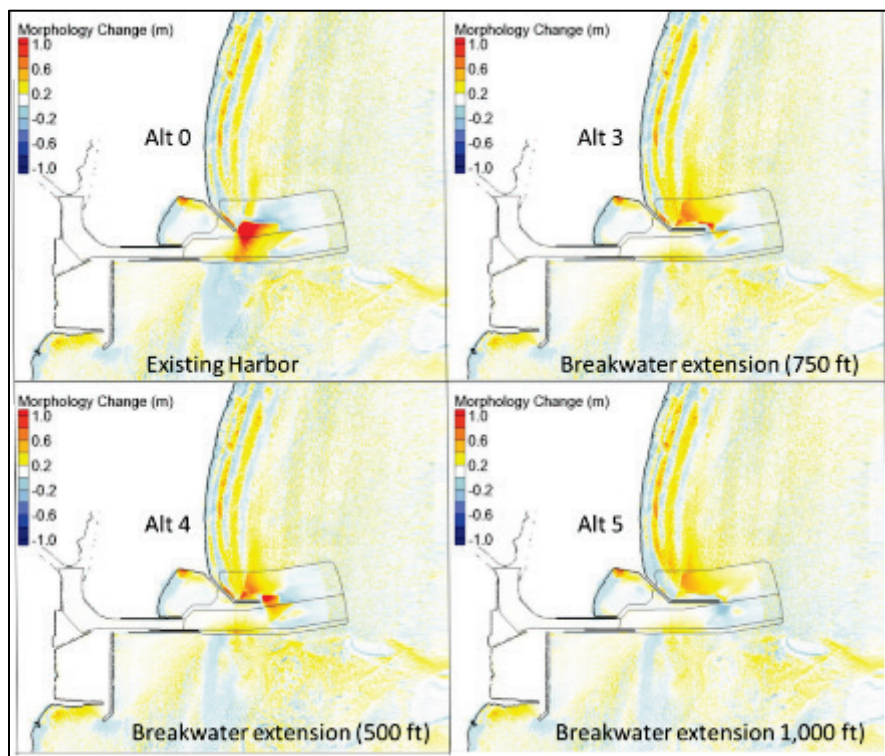 Morphology Change (m)
1.0
0.6
0.2
-0.2
-0.6
-1.0
Alt 0
Existing Harbor
Morphology Change (m)
1.0
0.6
0.2
-0.2
-0.6
-1.0
Alt 3
Breakwater extension (750 ft)
Morphology Change (m)
1.0
0.6
0.2
-0.2
-0.6
-1.0
Alt 4
Breakwater extension (500 ft)
Morphology Change (m)
1.0
0.6
0.2
-0.2
-0.6
-1.0
Alt 5
Breakwater extension 1,000 ft)